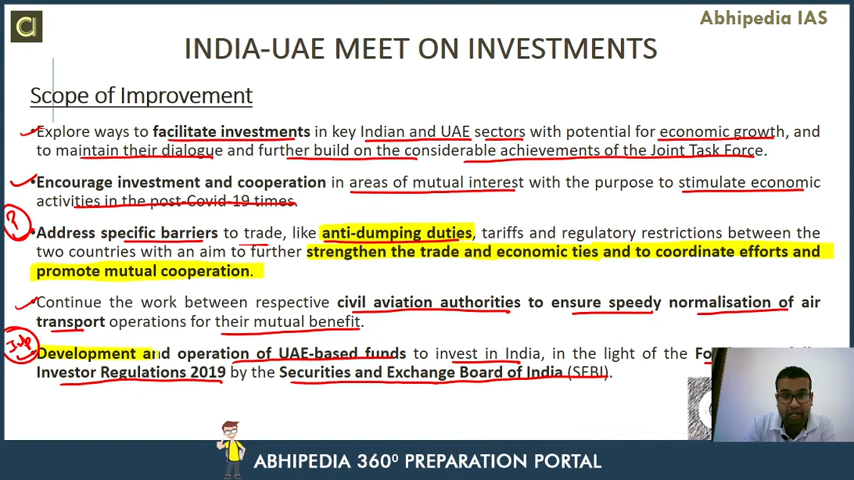 Abhipedia IAS
INDIA-UAE MEET ON INVESTMENTS
Scope of Improvement
•Explore ways to facilitate investments in key Indian and UAE sectors with potential for economic growth, and
to maintain their dialogue and further build on the considerable achievements of the Joint Task Force.
•Encourage investment and cooperation in areas of mutual interest with the purpose to stimulate economic
activities in the post-Covid-19 times.
•Address specific barriers to trade, like anti-dumping duties, tariffs and regulatory restrictions between the
two countries with an aim to further strengthen the trade and economic ties and to coordinate efforts and
promote mutual cooperation.
•Continue the work between respective civil aviation authorities to ensure speedy normalisation of air
transport operations for their mutual benefit.
Imp
•Development and operation of UAE-based funds to invest in India, in the light of the
Investor Regulations 2019 by the Securities and Exchange Board of India (SEBI).
ABHIPEDIA 360⁰ PREPARATION PORTAL